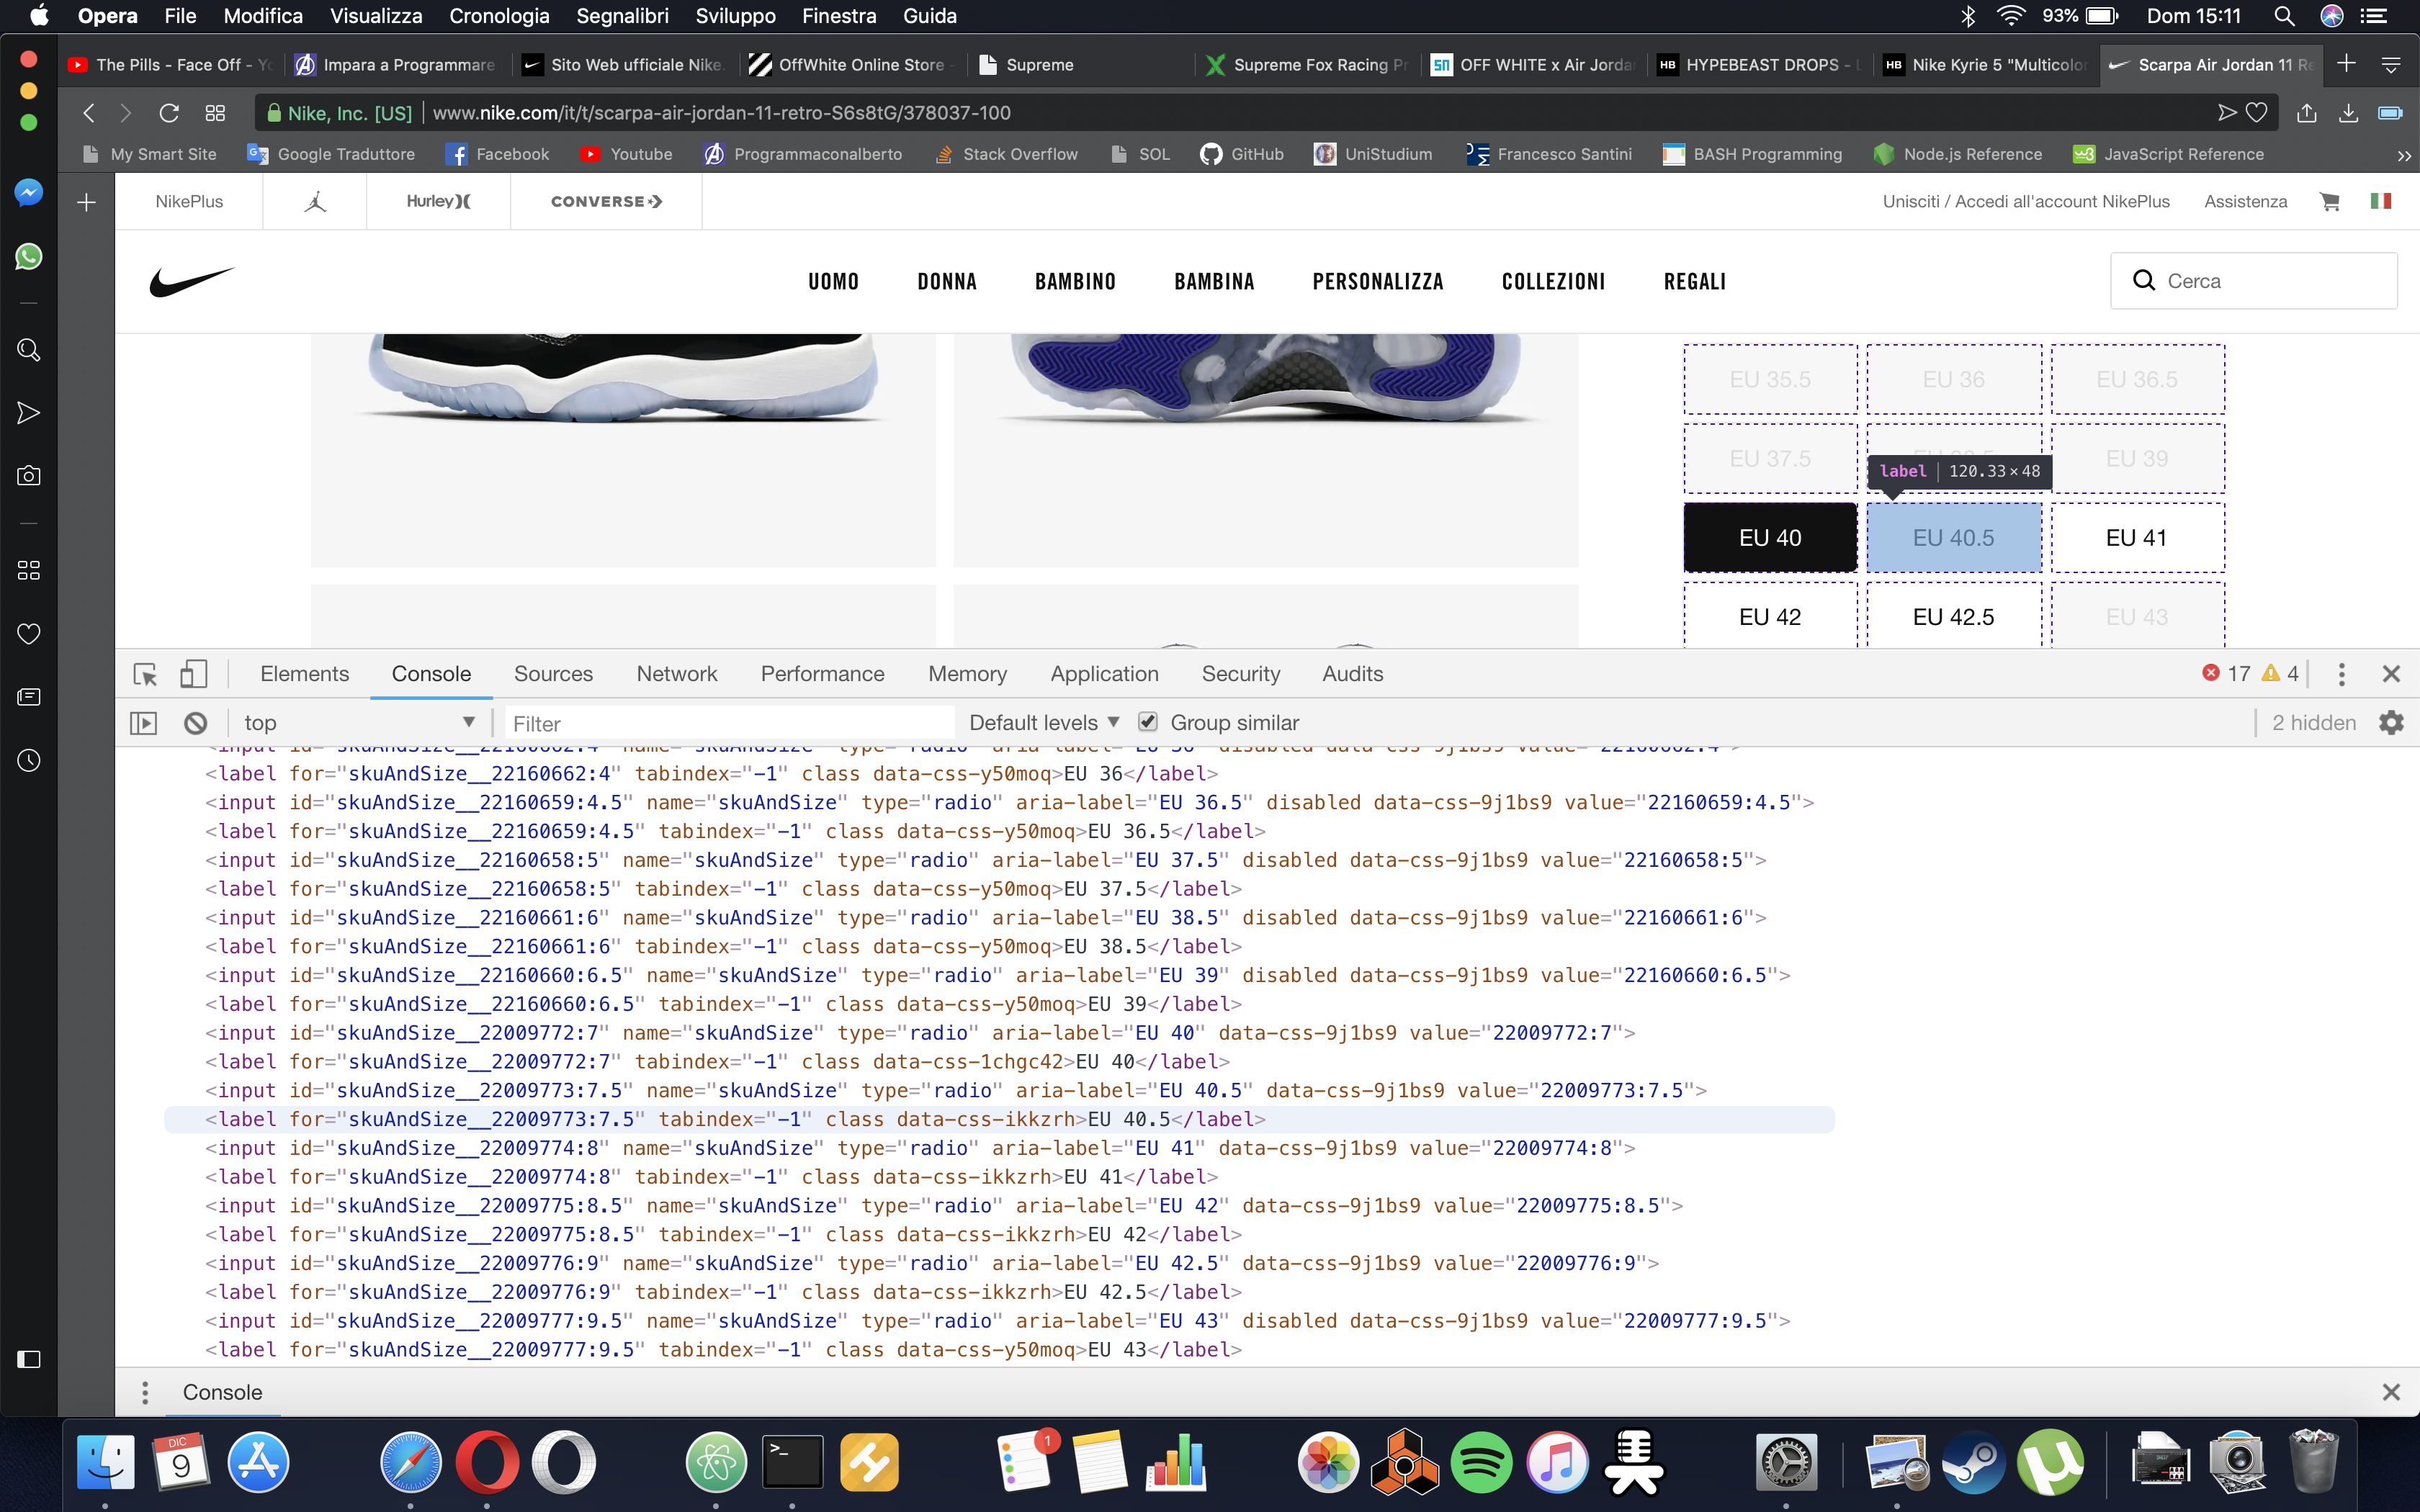 Opera File Modifica Visualizza Cronologia Segnalibri Sviluppo Finestra Guida 93% Dom 15:11
The Pills - Face Off - Impara a Programmare Sito Web ufficiale Nike. OffWhite Online Store - Supreme Supreme Fox Racing OFF WHITE x Air HB HYPEBEAST DROPS - HB Nike Kyrie 5 Scarpa Air Jordan 11
Nike, Inc. [US] www.nike.com/it/t/scarpa-air-jordan-11-retro-S6s8tG/378037-100
My Smart Site Google Traduttore Facebook Youtube Programmaconalberto Stack Overflow SOL GitHub UniStudium Francesco Santini BASH Programming Node.js Reference JavaScript Reference
NikePlus Hurley CONVERSE Unisciti / Accedi all'account NikePlus Assistenza
UOMO DONNA BAMBINO BAMBINA PERSONALIZZA COLLEZIONI REGALI Cerca
EU 35.5 EU 36 EU 36.5
EU 37.5 EU 39
label 120.33×48
EU 40 EU 40.5 EU 41
EU 42 EU 42.5 EU 43
Elements Console Sources Network Performance Memory Application Security Audits 17 4
top Filter Default levels Group similar 2 hidden
<label for="skuAndSize__22160662:4" tabindex="-1" class data-css-y50moq>EU 36</label>
<input id="skuAndSize__22160659:4.5" name="skuAndSize" type="radio" aria-label="EU 36.5" disabled data-css-9j1bs9 value="22160659:4.5">
<label for="skuAndSize__22160659:4.5" tabindex="-1" class data-css-y50moq>EU 36.5</label>
<input id="skuAndSize__22160658:5" name="skuAndSize" type="radio" aria-label="EU 37.5" disabled data-css-9j1bs9 value="22160658:5">
<label for="skuAndSize__22160658:5" tabindex="-1" class data-css-y50moq>EU 37.5</label>
<input id="skuAndSize__22160661:6" name="skuAndSize" type="radio" aria-label="EU 38.5" disabled data-css-9j1bs9 value="22160661:6">
<label for="skuAndSize__22160661:6" tabindex="-1" class data-css-y50moq>EU 38.5</label>
<input id="skuAndSize__22160660:6.5" name="skuAndSize" type="radio" aria-label="EU 39" disabled data-css-9j1bs9 value="22160660:6.5">
<label for="skuAndSize__22160660:6.5" tabindex="-1" class data-css-y50moq>EU 39</label>
<input id="skuAndSize__22009772:7" name="skuAndSize" type="radio" aria-label="EU 40" data-css-9j1bs9 value="22009772:7">
<label for="skuAndSize__22009772:7" tabindex="-1" class data-css-1chgc42>EU 40</label>
<input id="skuAndSize__22009773:7.5" name="skuAndSize" type="radio" aria-label="EU 40.5" data-css-9j1bs9 value="22009773:7.5">
<label for="skuAndSize__22009773:7.5" tabindex="-1" class data-css-ikkzrh>EU 40.5</label>
<input id="skuAndSize__22009774:8" name="skuAndSize" type="radio" aria-label="EU 41" data-css-9j1bs9 value="22009774:8">
<label for="skuAndSize__22009774:8" tabindex="-1" class data-css-ikkzrh>EU 41</label>
<input id="skuAndSize__22009775:8.5" name="skuAndSize" type="radio" aria-label="EU 42" data-css-9j1bs9 value="22009775:8.5">
<label for="skuAndSize__22009775:8.5" tabindex="-1" class data-css-ikkzrh>EU 42</label>
<input id="skuAndSize__22009776:9" name="skuAndSize" type="radio" aria-label="EU 42.5" data-css-9j1bs9 value="22009776:9">
<label for="skuAndSize__22009776:9" tabindex="-1" class data-css-ikkzrh>EU 42.5</label>
<input id="skuAndSize__22009777:9.5" name="skuAndSize" type="radio" aria-label="EU 43" disabled data-css-9j1bs9 value="22009777:9.5">
<label for="skuAndSize__22009777:9.5" tabindex="-1" class data-css-y50moq>EU 43</label>
Console
DIC 9 1